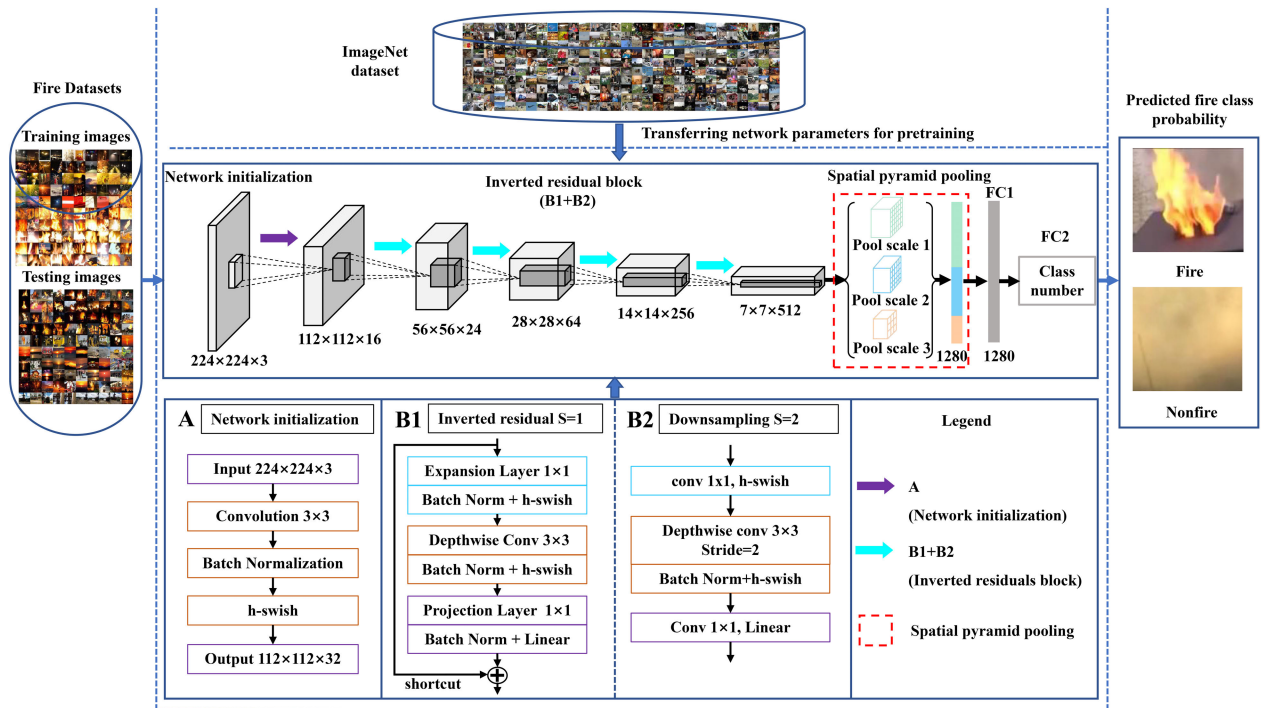 ImageNet
dataset
Fire Datasets
Training images
Testing images
Transferring network parameters for pretraining
Predicted fire class
probability
Fire
Nonfire
Network initialization
Inverted residual block
(B1+B2)
Spatial pyramid pooling
FC1
FC2
Pool scale 1
Pool scale 2
Pool scale 3
Class
number
224×224×3
112×112×16
56×56×24
28×28×64
14×14×256
7×7×512
1280
1280
A
Network initialization
Input 224×224×3
Convolution 3×3
Batch Normalization
h-swish
Output 112×112×32
B1
Inverted residual S=1
Expansion Layer 1×1
Batch Norm + h-swish
Depthwise Conv 3×3
Batch Norm + h-swish
Projection Layer 1×1
Batch Norm + Linear
shortcut
B2
Downsampling S=2
conv 1x1, h-swish
Depthwise conv 3×3
Stride=2
Batch Norm+h-swish
Conv 1×1, Linear
Legend
A
(Network initialization)
B1+B2
(Inverted residuals block)
Spatial pyramid pooling